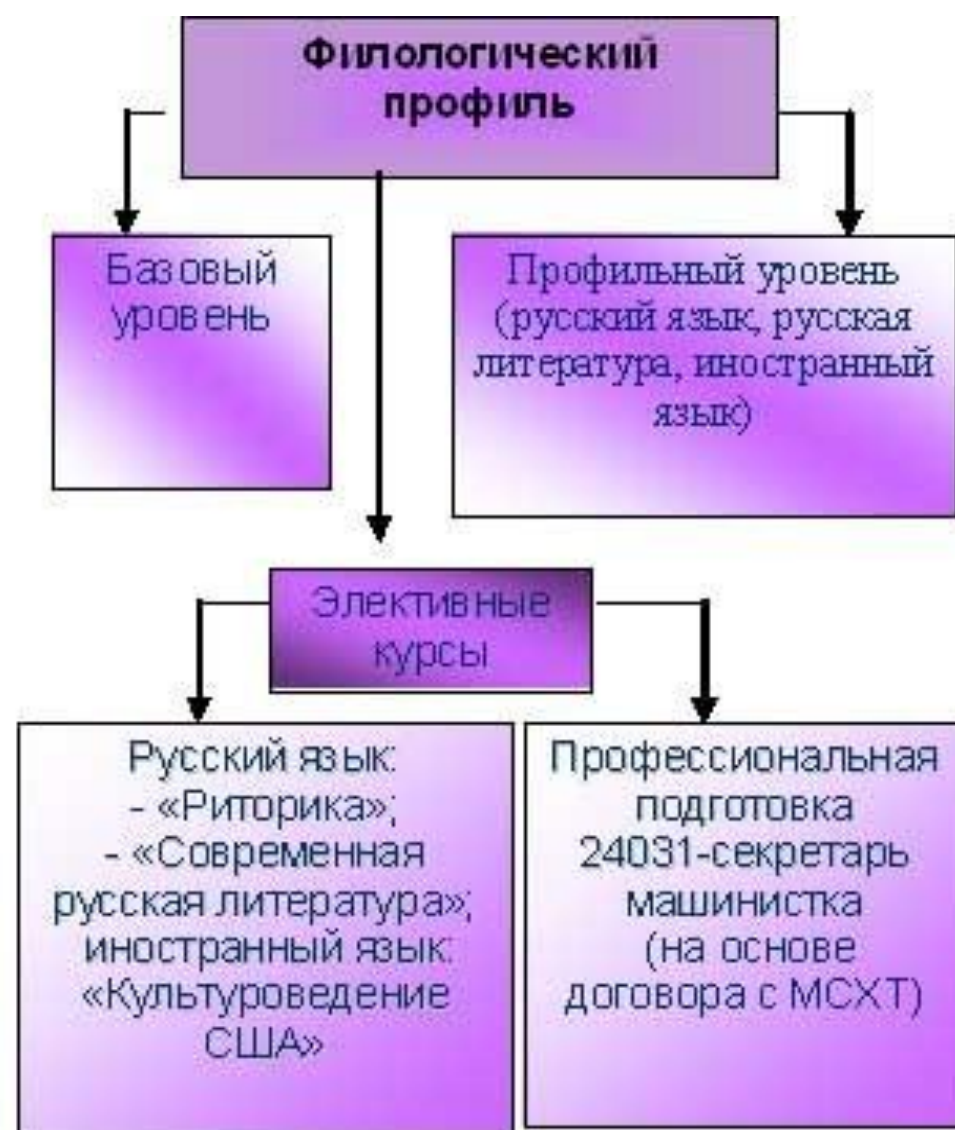 Филологический
профиль
Базовый
уровень
Профильный уровень
(русский язык, русская
литература, иностранный
язык)
Элективные
курсы
Русский язык:
- «Риторика»;
- «Современная
русская литература»;
иностранный язык:
«Культуроведение
США»
Профессиональная
подготовка
24031-секретарь
машинистка
(на основе
договора с МСХТ)